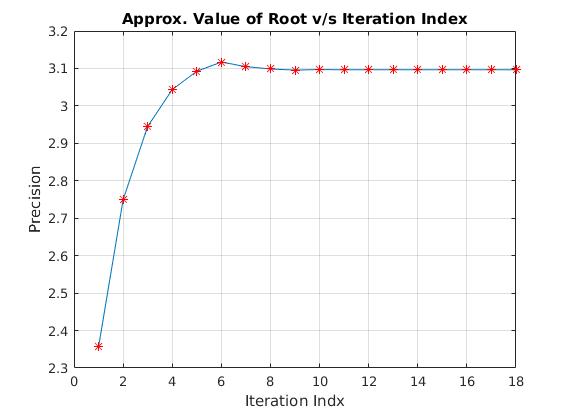 Approx. Value of Root v/s Iteration Index
3.2
3.1
3
2.9
2.8
2.7
2.6
2.5
2.4
2.3
Precision
0 2 4 6 8 10 12 14 16 18
Iteration Indx